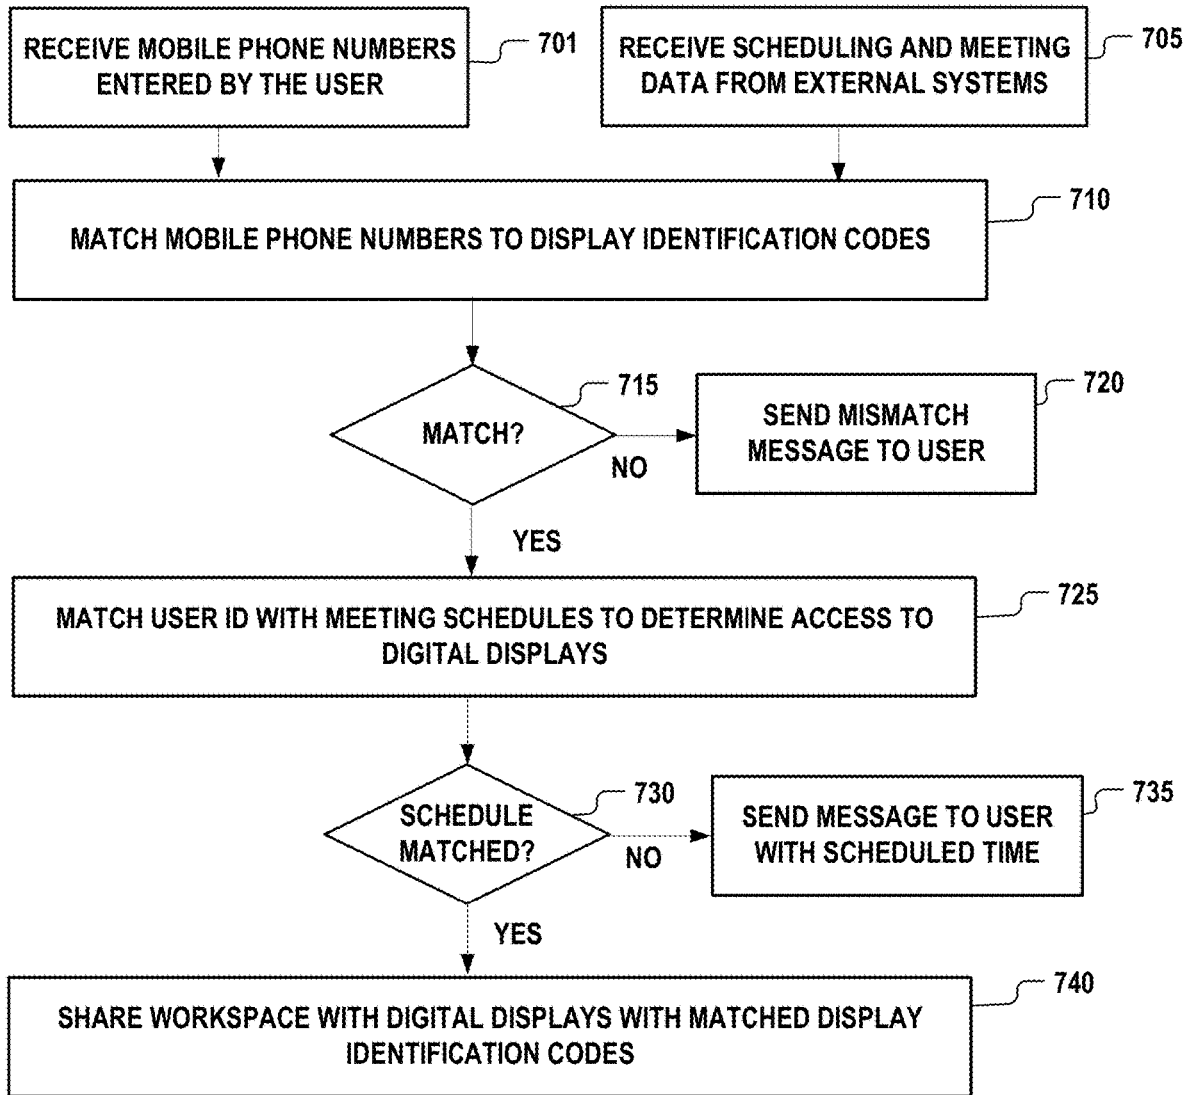 RECEIVE MOBILE PHONE NUMBERS
ENTERED BY THE USER
701
RECEIVE SCHEDULING AND MEETING
DATA FROM EXTERNAL SYSTEMS
705
MATCH MOBILE PHONE NUMBERS TO DISPLAY IDENTIFICATION CODES
710
MATCH?
715
NO
SEND MISMATCH
MESSAGE TO USER
720
YES
MATCH USER ID WITH MEETING SCHEDULES TO DETERMINE ACCESS TO
DIGITAL DISPLAYS
725
SCHEDULE
MATCHED?
730
NO
SEND MESSAGE TO USER
WITH SCHEDULED TIME
735
YES
SHARE WORKSPACE WITH DIGITAL DISPLAYS WITH MATCHED DISPLAY
IDENTIFICATION CODES
740